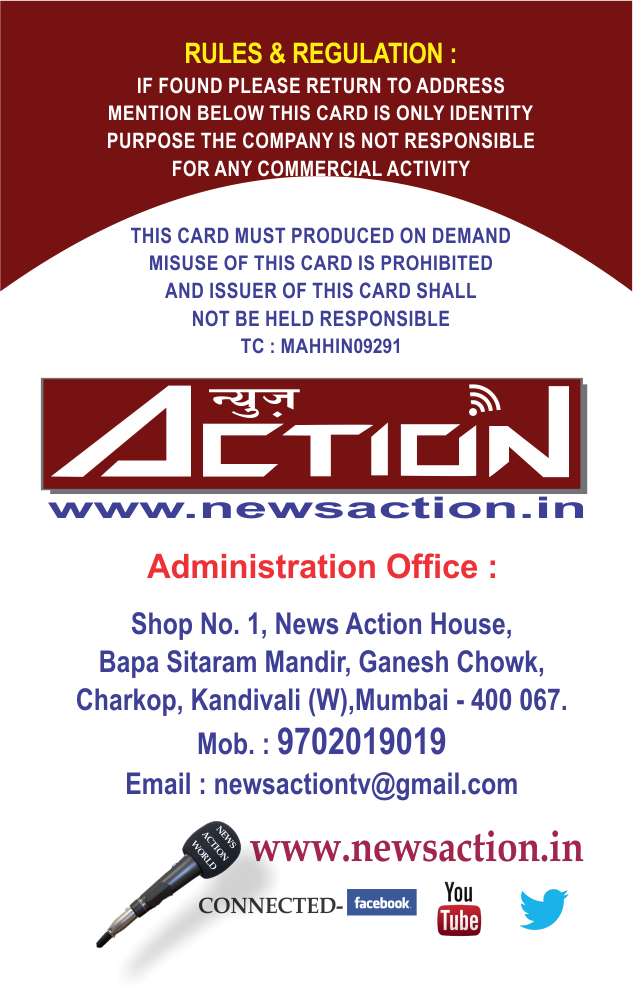 RULES & REGULATION :
IF FOUND PLEASE RETURN TO ADDRESS
MENTION BELOW THIS CARD IS ONLY IDENTITY
PURPOSE THE COMPANY IS NOT RESPONSIBLE
FOR ANY COMMERCIAL ACTIVITY
THIS CARD MUST PRODUCED ON DEMAND
MISUSE OF THIS CARD IS PROHIBITED
AND ISSUER OF THIS CARD SHALL
NOT BE HELD RESPONSIBLE
TC : MAHHIN09291
न्युज़
ACTION
www.newsaction.in
Administration Office :
Shop No. 1, News Action House,
Bapa Sitaram Mandir, Ganesh Chowk,
Charkop, Kandivali (W),Mumbai - 400 067.
Mob. : 9702019019
Email : newsactiontv@gmail.com
NEWS
ACTION
WORLD
www.newsaction.in
CONNECTED- facebook
You
Tube